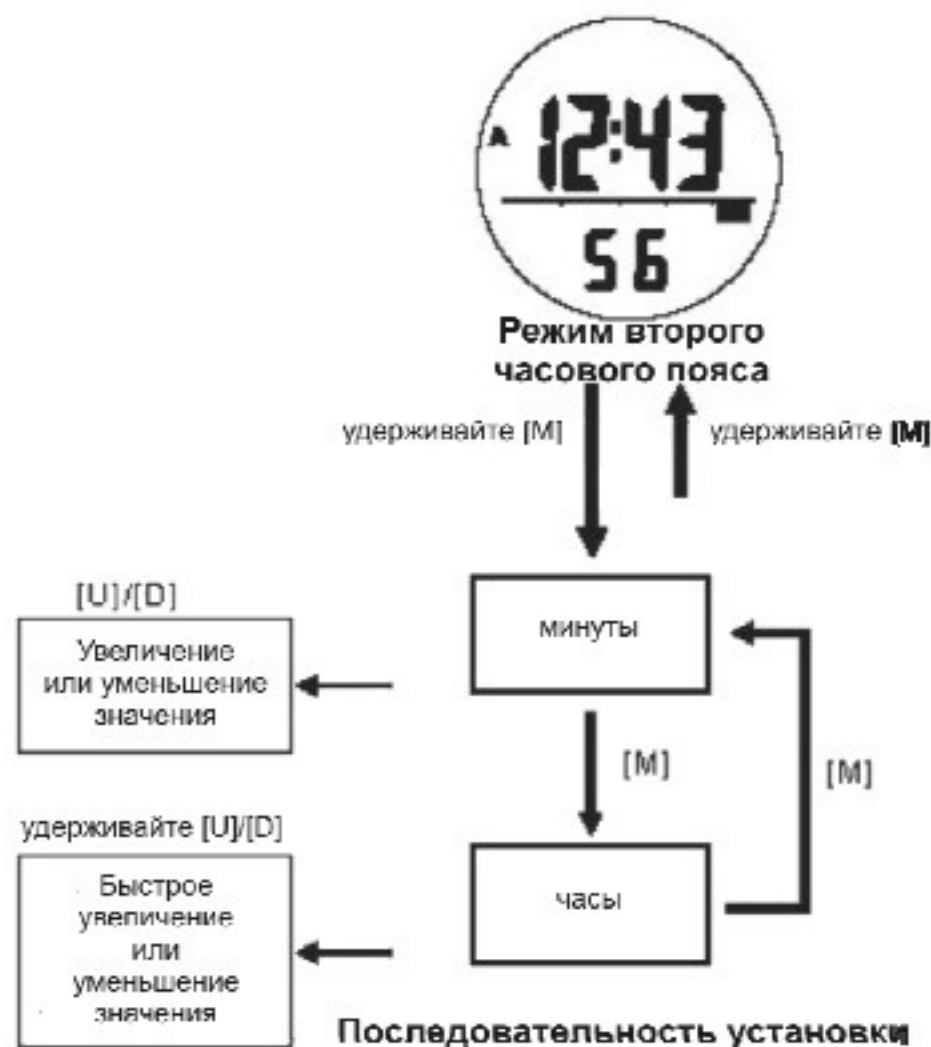 A 12:43
56
Режим второго
часового пояса
удерживайте [M]
удерживайте [M]
[U]/[D]
Увеличение
или уменьшение
значения
минуты
[M]
[M]
удерживайте [U]/[D]
Быстрое
увеличение
или
уменьшение
значения
часы
Последовательность установки